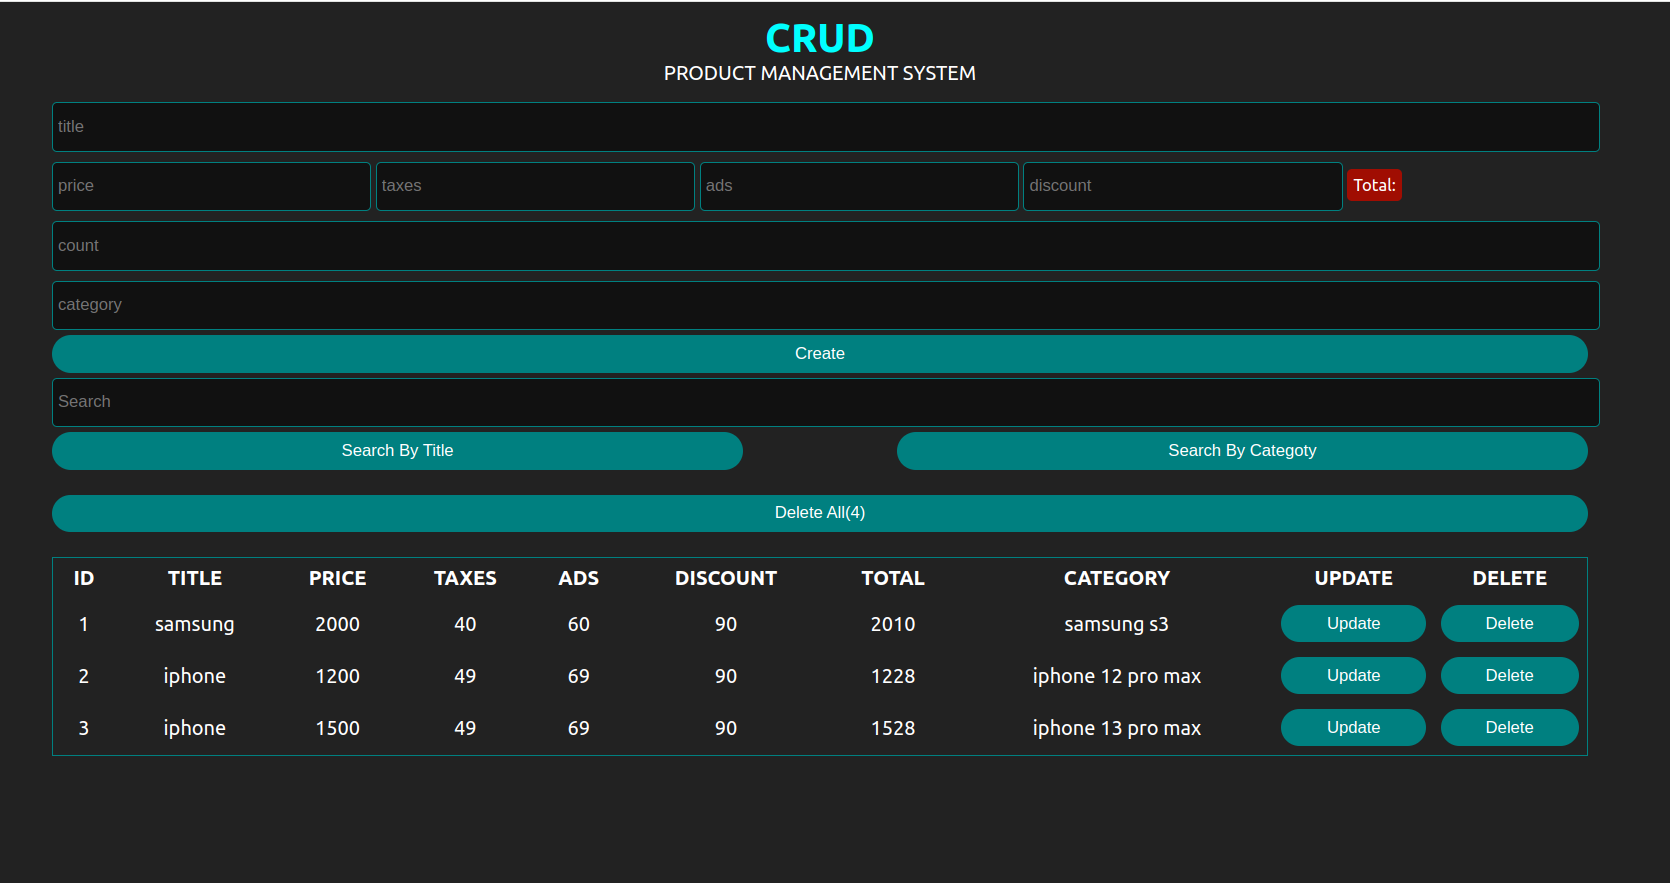 CRUD
PRODUCT MANAGEMENT SYSTEM
title
price taxes ads discount Total:
count
category
Create
Search
Search By Title Search By Categoty
Delete All(4)
ID TITLE PRICE TAXES ADS DISCOUNT TOTAL CATEGORY UPDATE DELETE
1 samsung 2000 40 60 90 2010 samsung s3 Update Delete
2 iphone 1200 49 69 90 1228 iphone 12 pro max Update Delete
3 iphone 1500 49 69 90 1528 iphone 13 pro max Update Delete